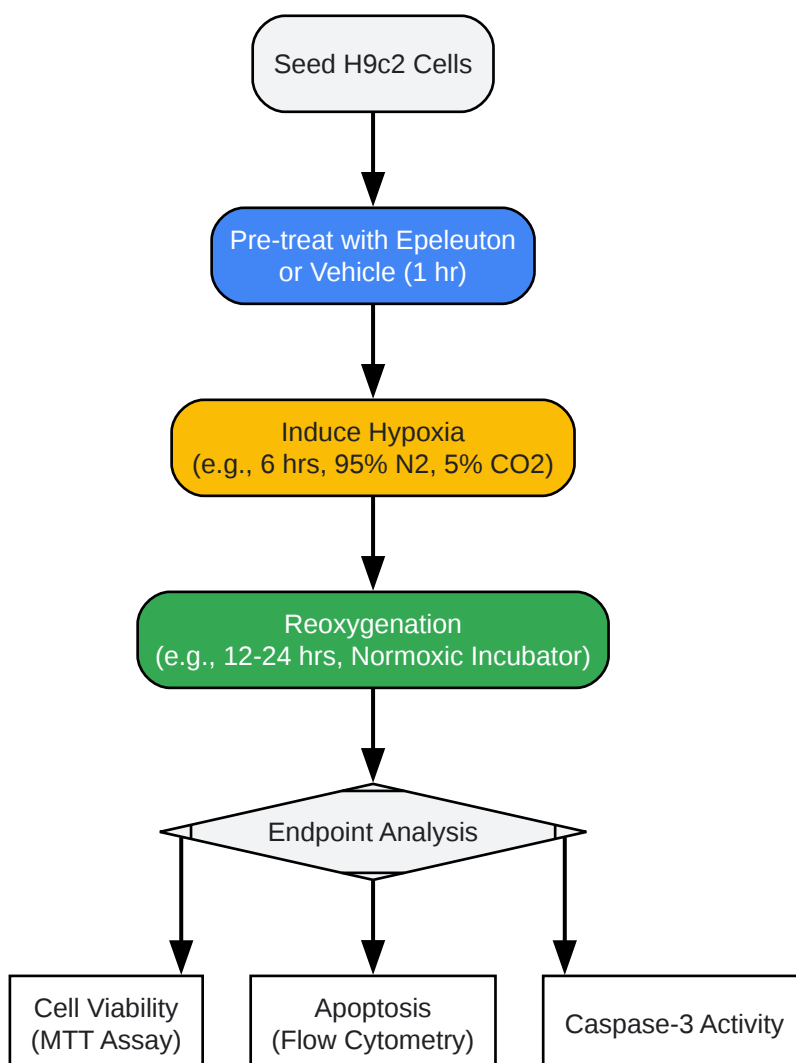 Seed H9c2 Cells
Pre-treat with Epeleuton
or Vehicle (1 hr)
Induce Hypoxia
(e.g., 6 hrs, 95% N2, 5% CO2)
Reoxygenation
(e.g., 12-24 hrs, Normoxic Incubator)
Endpoint Analysis
Cell Viability
(MTT Assay)
Apoptosis
(Flow Cytometry)
Caspase-3 Activity